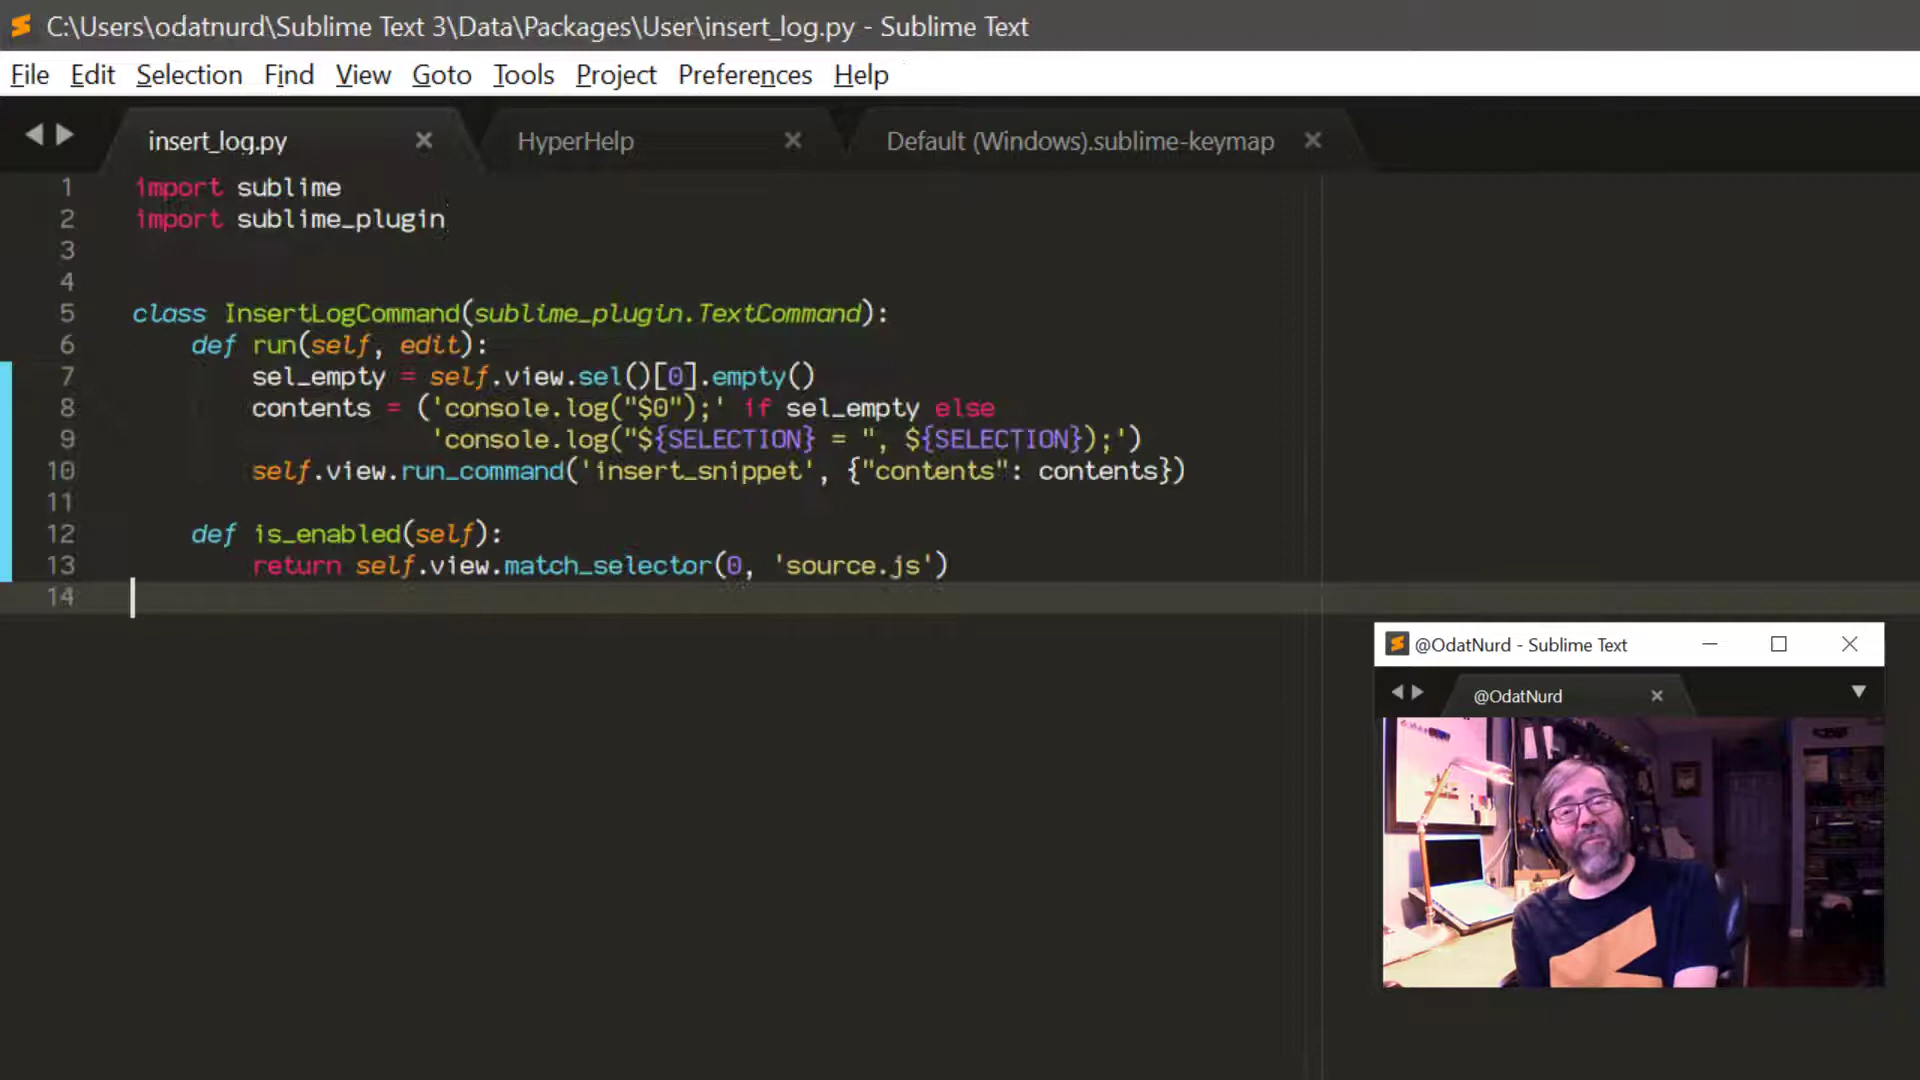 C:\Users\odatnurd\Sublime Text 3\Data\Packages\User\insert_log.py - Sublime Text
File Edit Selection Find View Goto Tools Project Preferences Help
insert_log.py HyperHelp Default (Windows).sublime-keymap
1 import sublime
2 import sublime_plugin
3
4
5 class InsertLogCommand(sublime_plugin.TextCommand):
6     def run(self, edit):
7         sel_empty = self.view.sel()[0].empty()
8         contents = ('console.log("$0");' if sel_empty else
9                     'console.log("${SELECTION} = ", ${SELECTION});')
10         self.view.run_command('insert_snippet', {"contents": contents})
11
12     def is_enabled(self):
13         return self.view.match_selector(0, 'source.js')
14
@OdatNurd - Sublime Text
@OdatNurd